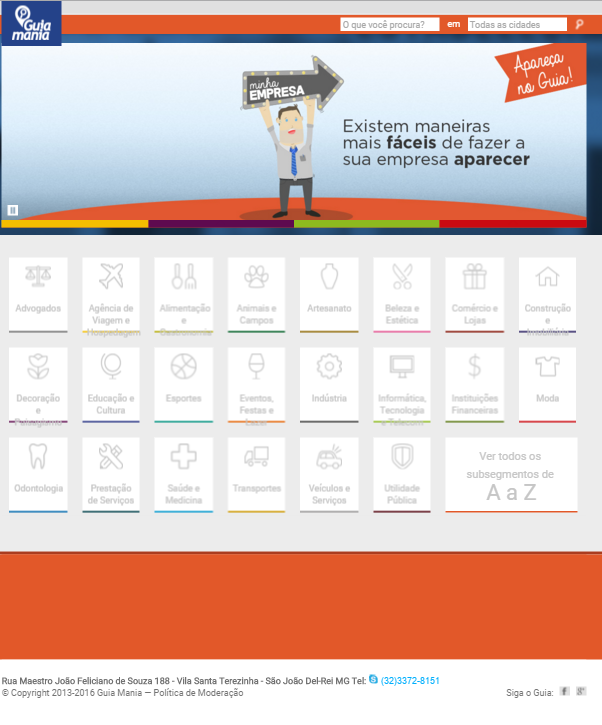 Guia
mania
O que você procura? em Todas as cidades
Apareça
no Guia!
minha
EMPRESA
Existem maneiras
mais fáceis de fazer a
sua empresa aparecer
Advogados
Agência de
Viagem e
Hospedagem
Alimentação
e
Gastronomia
Animais e
Campos
Artesanato
Beleza e
Estética
Comércio e
Lojas
Construção
e
Imobiliária
Decoração
e
Paisagismo
Educação e
Cultura
Esportes
Eventos,
Festas e
Lazer
Indústria
Informática,
Tecnologia
e Telecom
Instituições
Financeiras
Moda
Odontologia
Prestação
de Serviços
Saúde e
Medicina
Transportes
Veículos e
Serviços
Utilidade
Pública
Ver todos os
subsegmentos de
A a Z
Rua Maestro João Feliciano de Souza 188 - Vila Santa Terezinha - São João Del-Rei MG Tel: (32)3372-8151
© Copyright 2013-2016 Guia Mania — Política de Moderação
Siga o Guia: